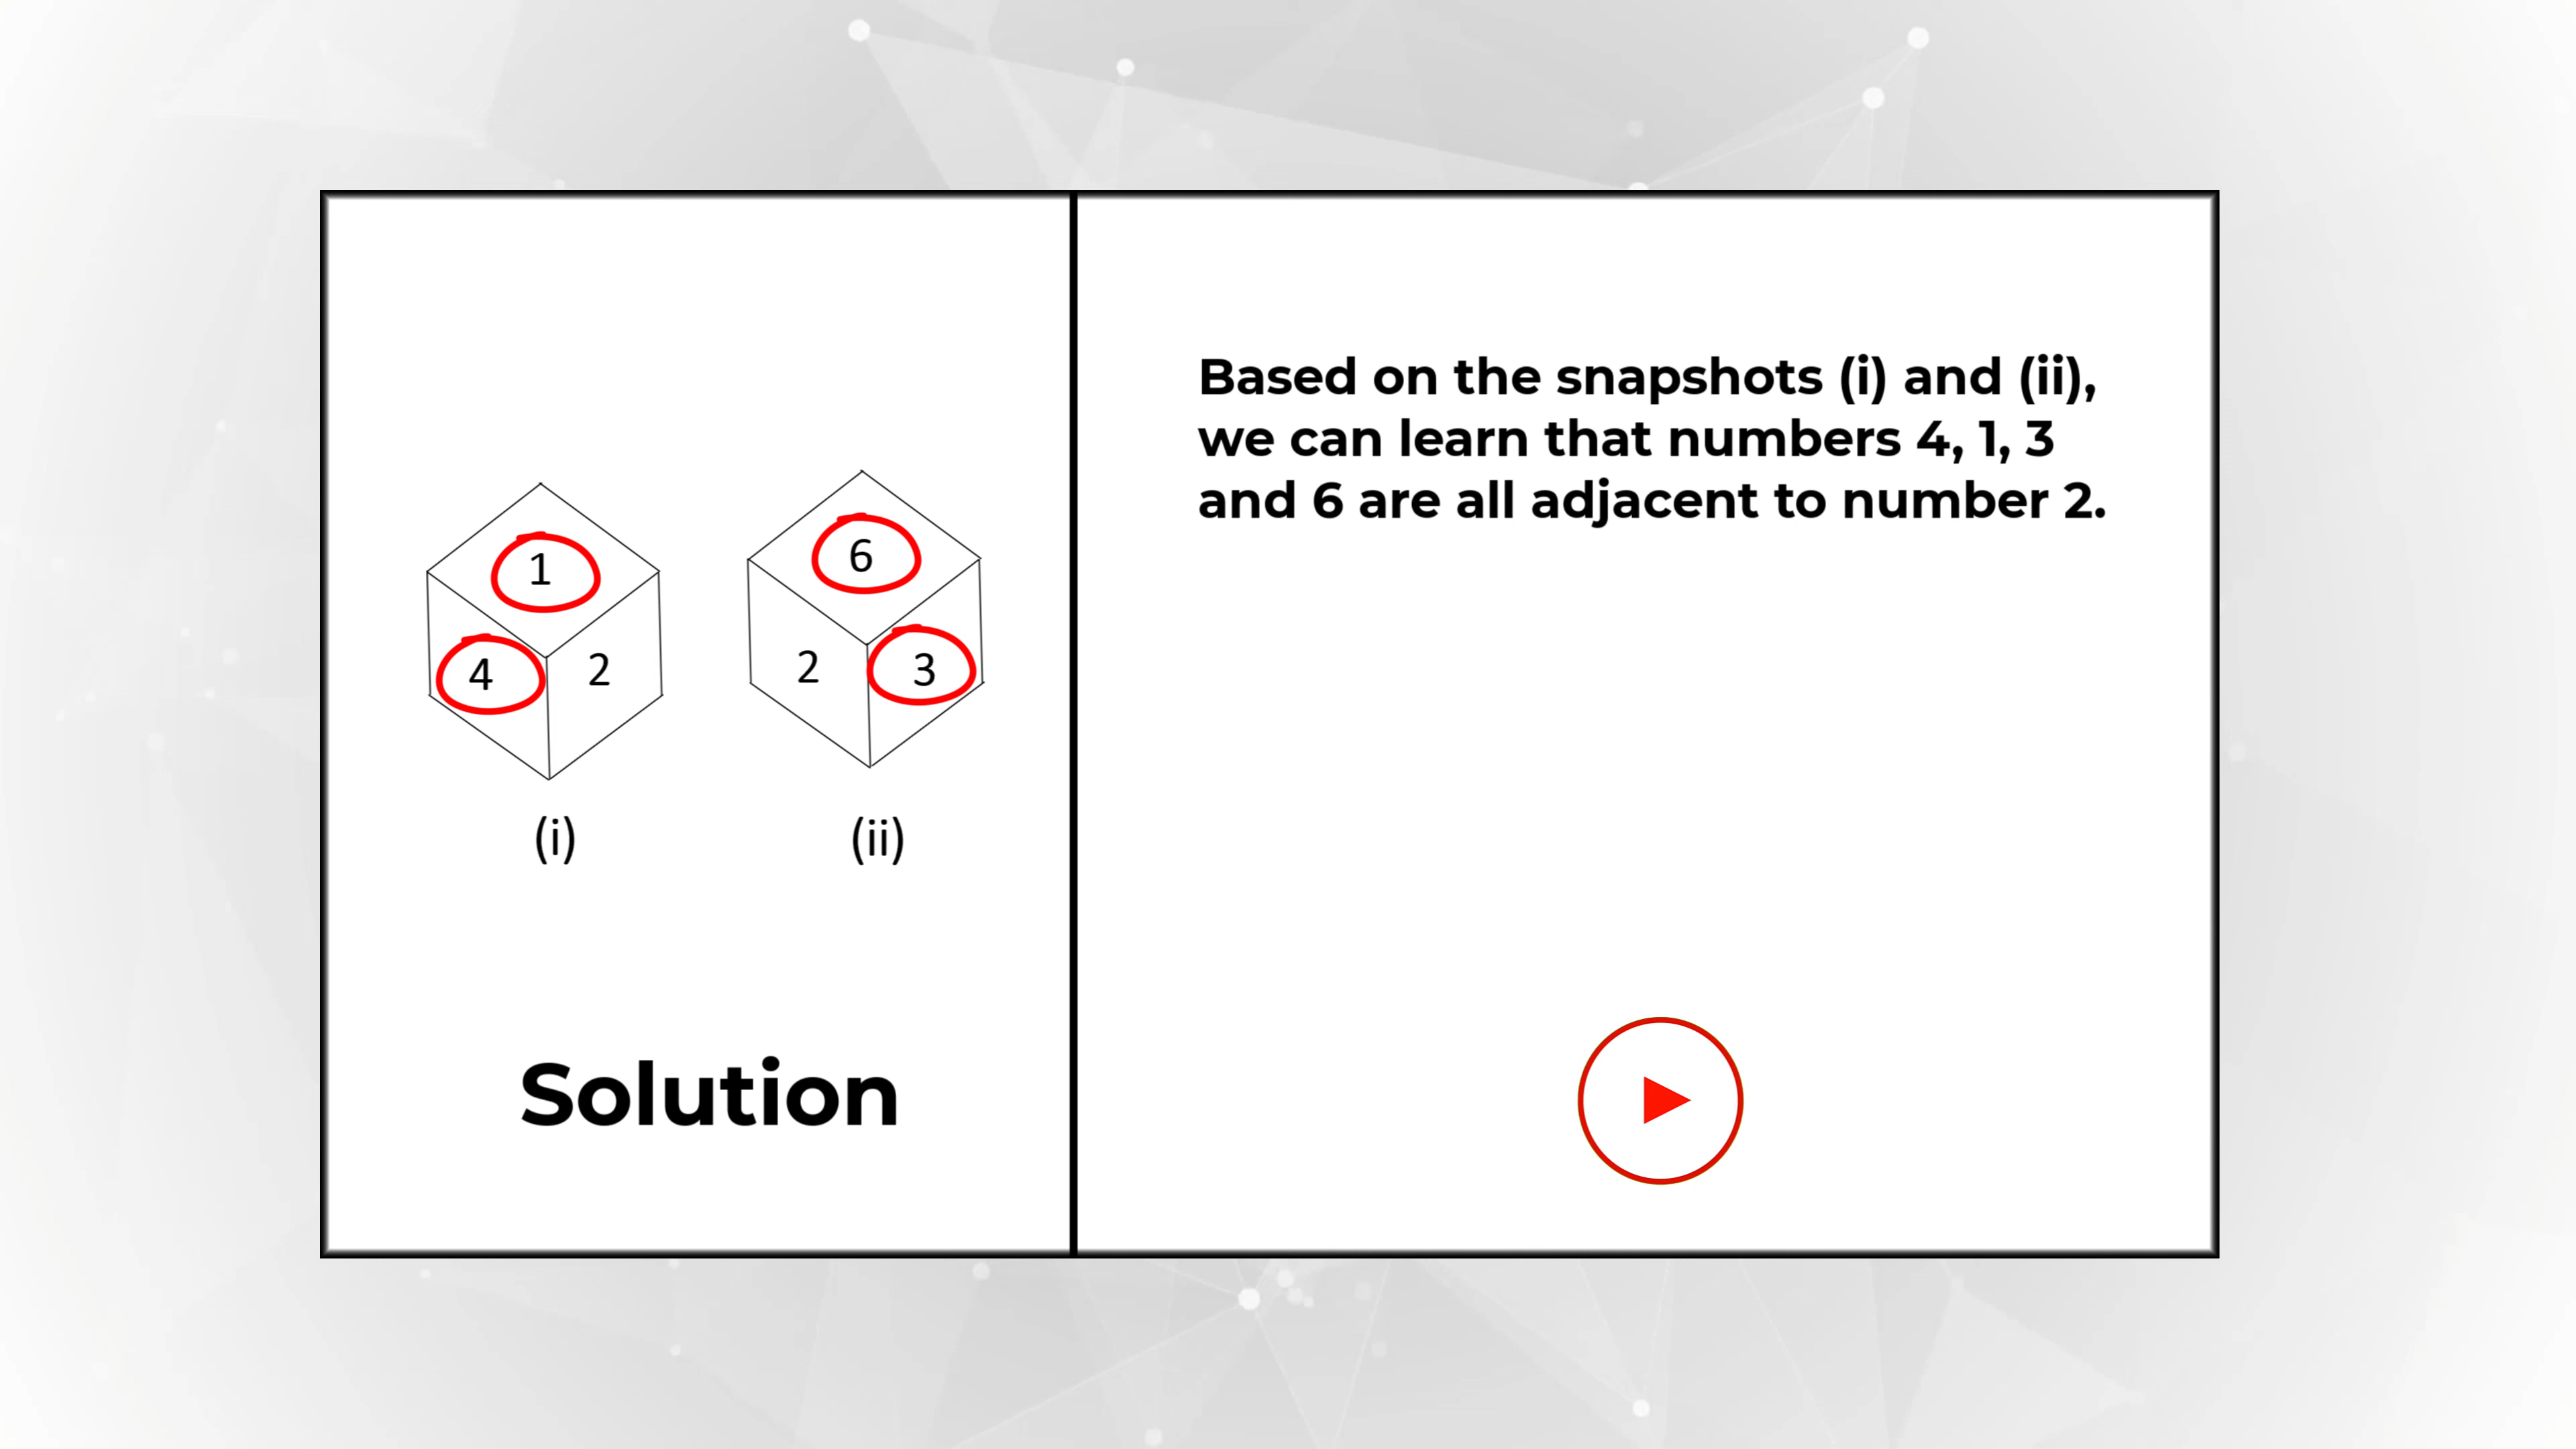 1
4
2
(i)
6
2
3
(ii)
Solution
Based on the snapshots (i) and (ii),
we can learn that numbers 4, 1, 3
and 6 are all adjacent to number 2.